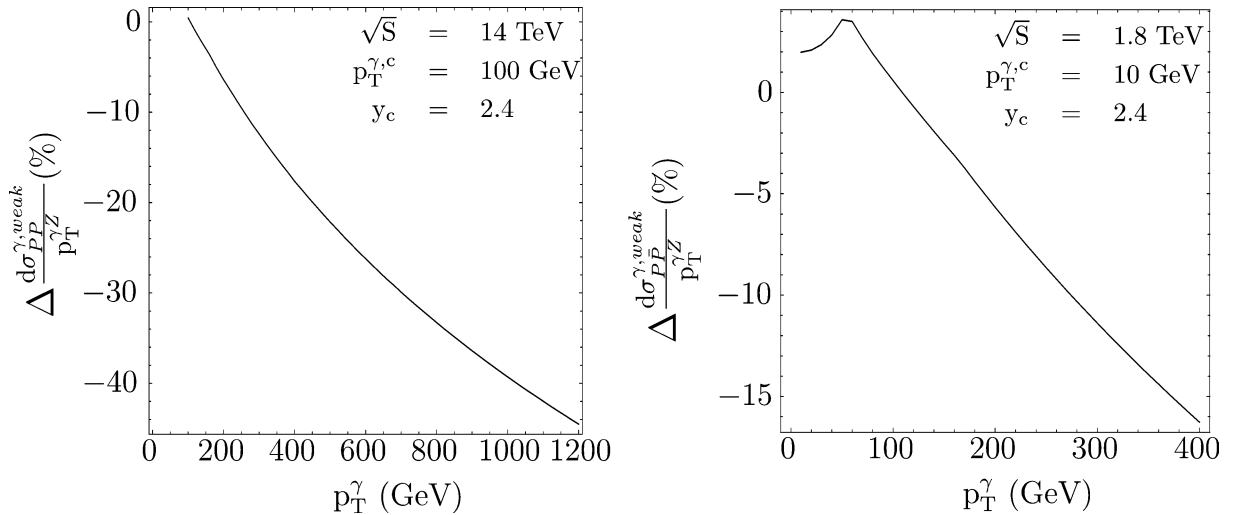 √S = 14 TeV
p_T^{γ,c} = 100 GeV
y_c = 2.4
0
−10
−20
−30
−40
Δ dσ_{PP}^{γ,weak} / p_T^{γZ} (%)
0 200 400 600 800 1000 1200
p_T^γ (GeV)
√S = 1.8 TeV
p_T^{γ,c} = 10 GeV
y_c = 2.4
0
−5
−10
−15
Δ dσ_{PP̄}^{γ,weak} / p_T^{γZ} (%)
0 100 200 300 400
p_T^γ (GeV)